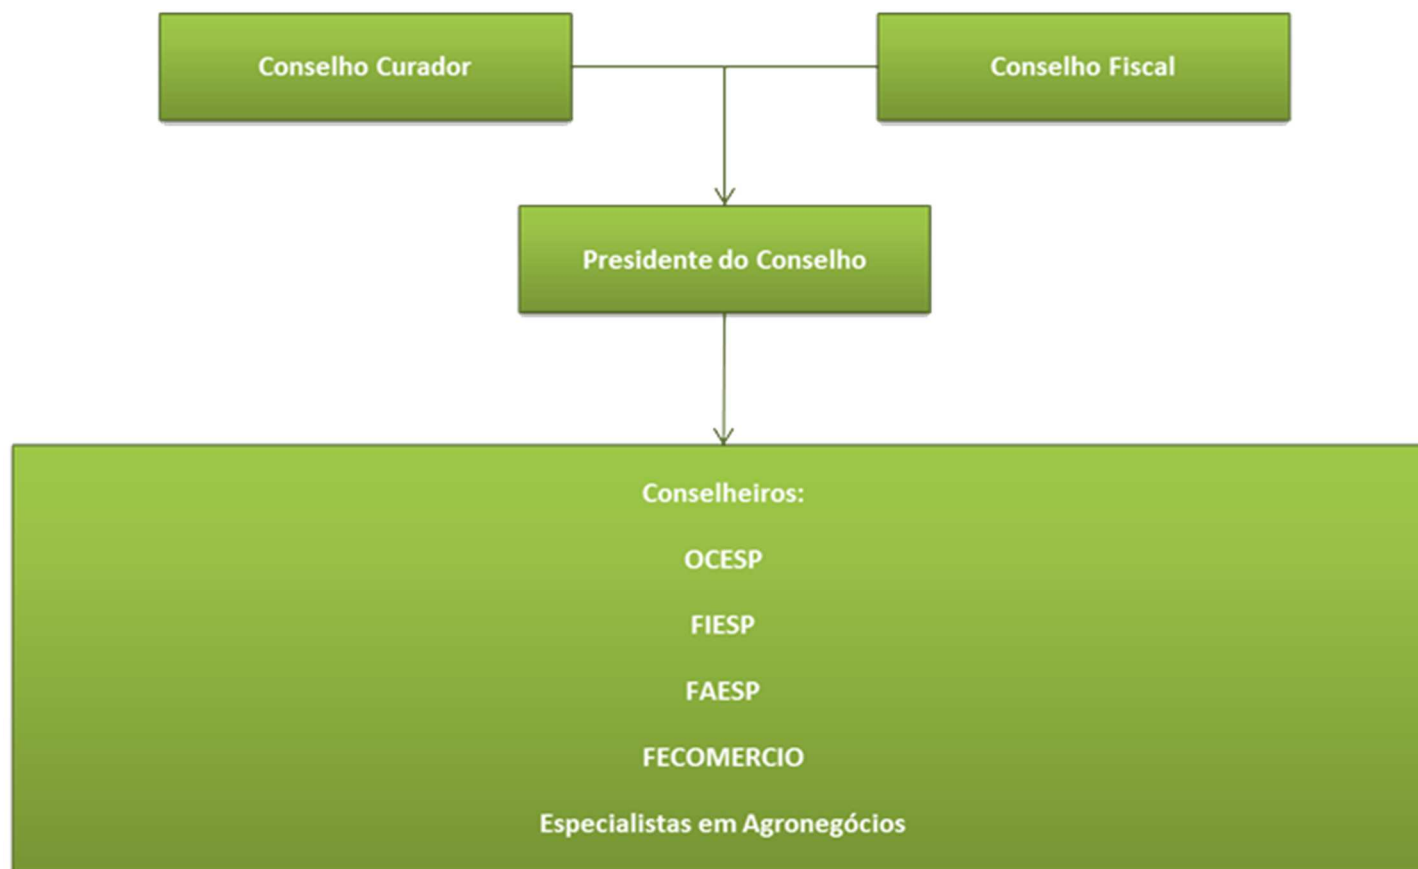 Conselho Curador
Conselho Fiscal
Presidente do Conselho
Conselheiros:
OCESP
FIESP
FAESP
FECOMERCIO
Especialistas em Agronegócios